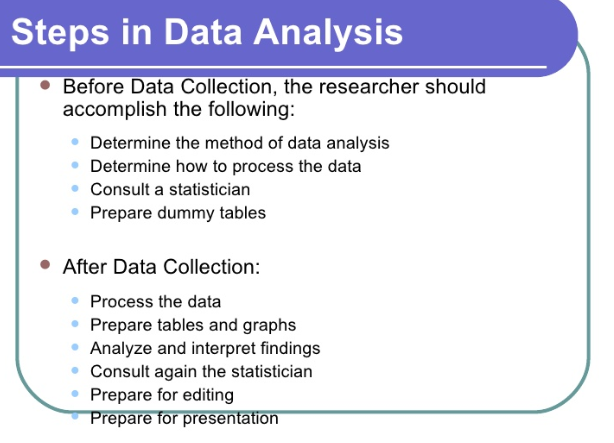 Steps in Data Analysis
Before Data Collection, the researcher should
accomplish the following:
Determine the method of data analysis
Determine how to process the data
Consult a statistician
Prepare dummy tables
After Data Collection:
Process the data
Prepare tables and graphs
Analyze and interpret findings
Consult again the statistician
Prepare for editing
Prepare for presentation